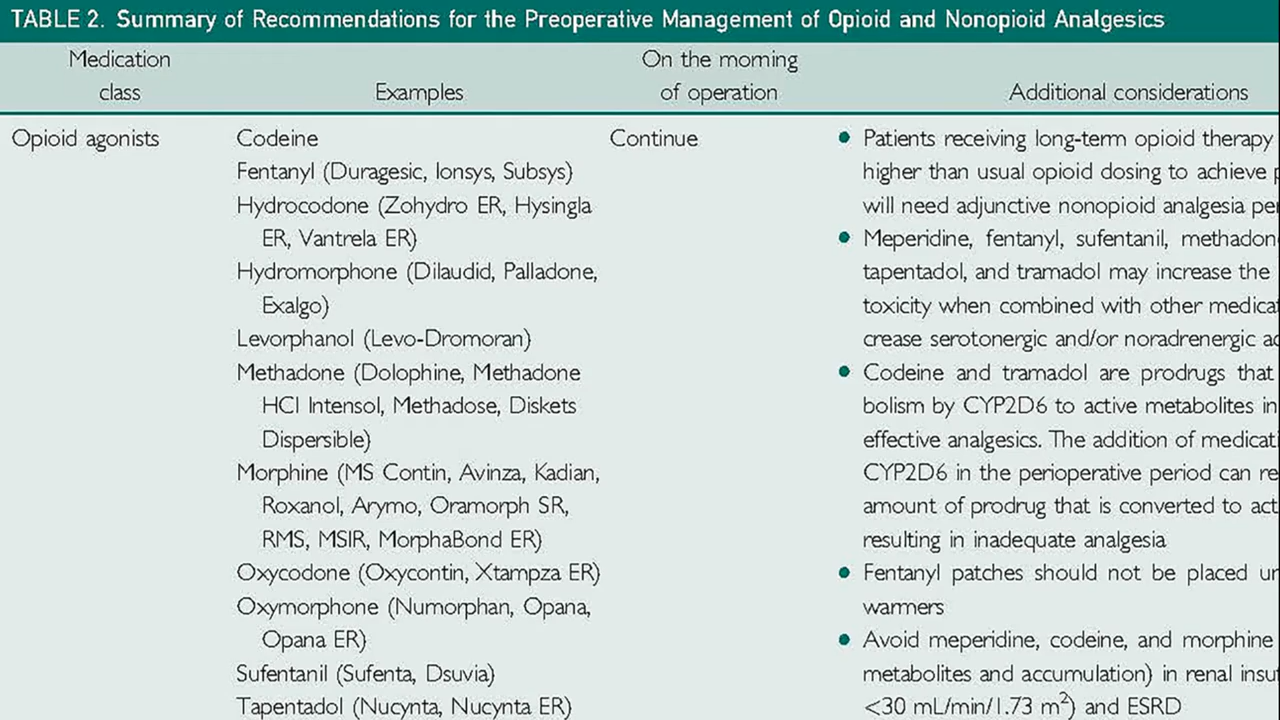 TABLE 2. Summary of Recommendations for the Preoperative Management of Opioid and Nonopioid Analgesics
Medication class
Examples
On the morning of operation
Additional considerations
Opioid agonists
Codeine
Fentanyl (Duragesic, Ionsys, Subsys)
Hydrocodone (Zohydro ER, Hysingla
ER, Vantrela ER)
Hydromorphone (Dilaudid, Palladone,
Exalgo)
Levorphanol (Levo-Dromoran)
Methadone (Dolophine, Methadone
HCl Intensol, Methadose, Diskets
Dispersible)
Morphine (MS Contin, Avinza, Kadian,
Roxanol, Arymo, Oramorph SR,
RMS, MSIR, MorphaBond ER)
Oxycodone (Oxycontin, Xtampza ER)
Oxymorphone (Numorphan, Opana,
Opana ER)
Sufentanil (Sufenta, Dsuvia)
Tapentadol (Nucynta, Nucynta ER)
Continue
• Patients receiving long-term opioid therapy
higher than usual opioid dosing to achieve
will need adjunctive nonopioid analgesia
• Meperidine, fentanyl, sufentanil,
tapentadol, and tramadol may increase the
toxicity when combined with other
crease serotonergic and/or noradrenergic
• Codeine and tramadol are prodrugs that
bolism by CYP2D6 to active metabolites in
effective analgesics. The addition of
CYP2D6 in the perioperative period can
amount of prodrug that is converted to
resulting in inadequate analgesia
• Fentanyl patches should not be placed
warmers
• Avoid meperidine, codeine, and morphine
metabolites and accumulation) in renal
<30 mL/min/1.73 m²) and ESRD